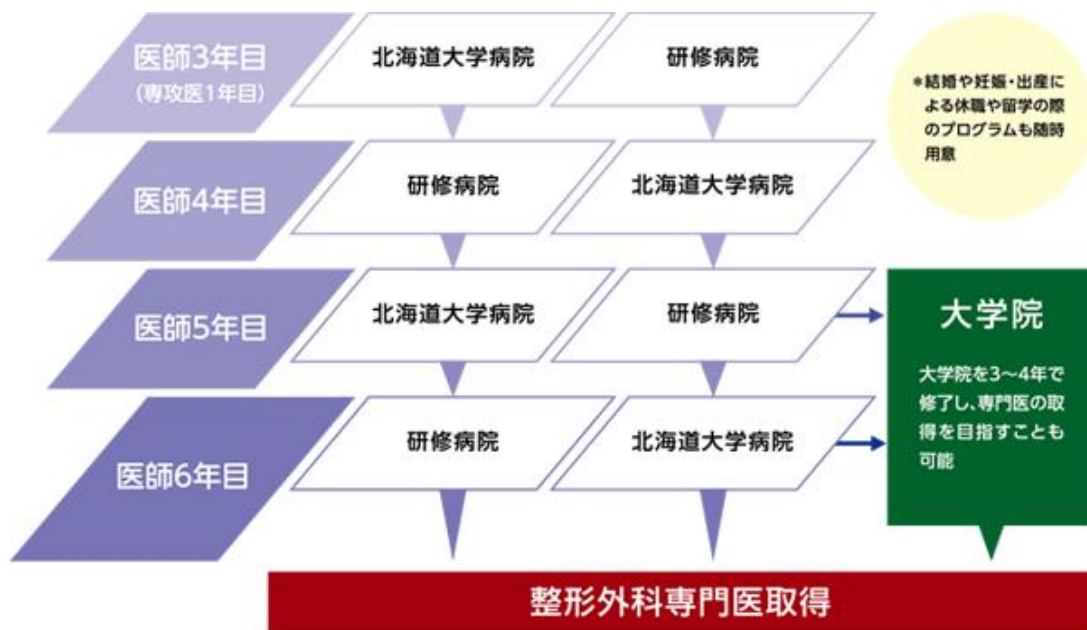 医師3年目
(専攻医1年目)
北海道大学病院
研修病院
＊結婚や妊娠・出産に
よる休職や留学の際
のプログラムも随時
用意
医師4年目
研修病院
北海道大学病院
医師5年目
北海道大学病院
研修病院
大学院
大学院を3〜4年で
修了し、専門医の取
得を目指すことも
可能
医師6年目
研修病院
北海道大学病院
整形外科専門医取得